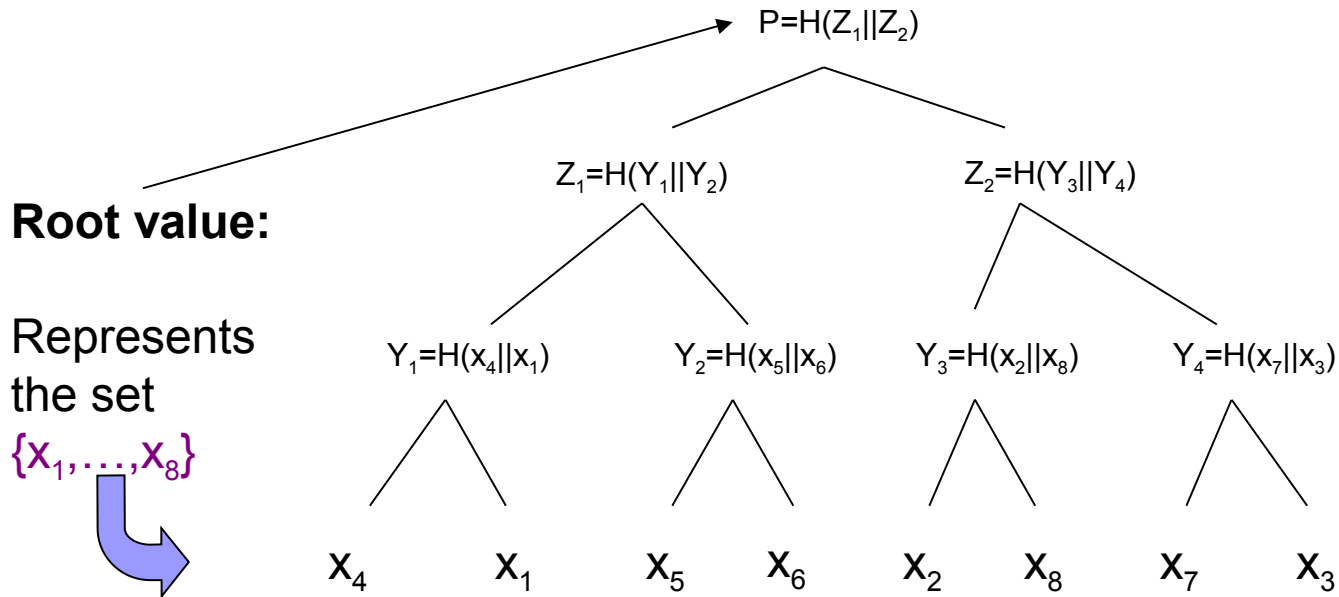 P=H(Z₁||Z₂)
Z₁=H(Y₁||Y₂) Z₂=H(Y₃||Y₄)
Root value:
Represents
the set
{x₁,…,x₈}
Y₁=H(x₄||x₁) Y₂=H(x₅||x₆) Y₃=H(x₂||x₈) Y₄=H(x₇||x₃)
x₄ x₁ x₅ x₆ x₂ x₈ x₇ x₃